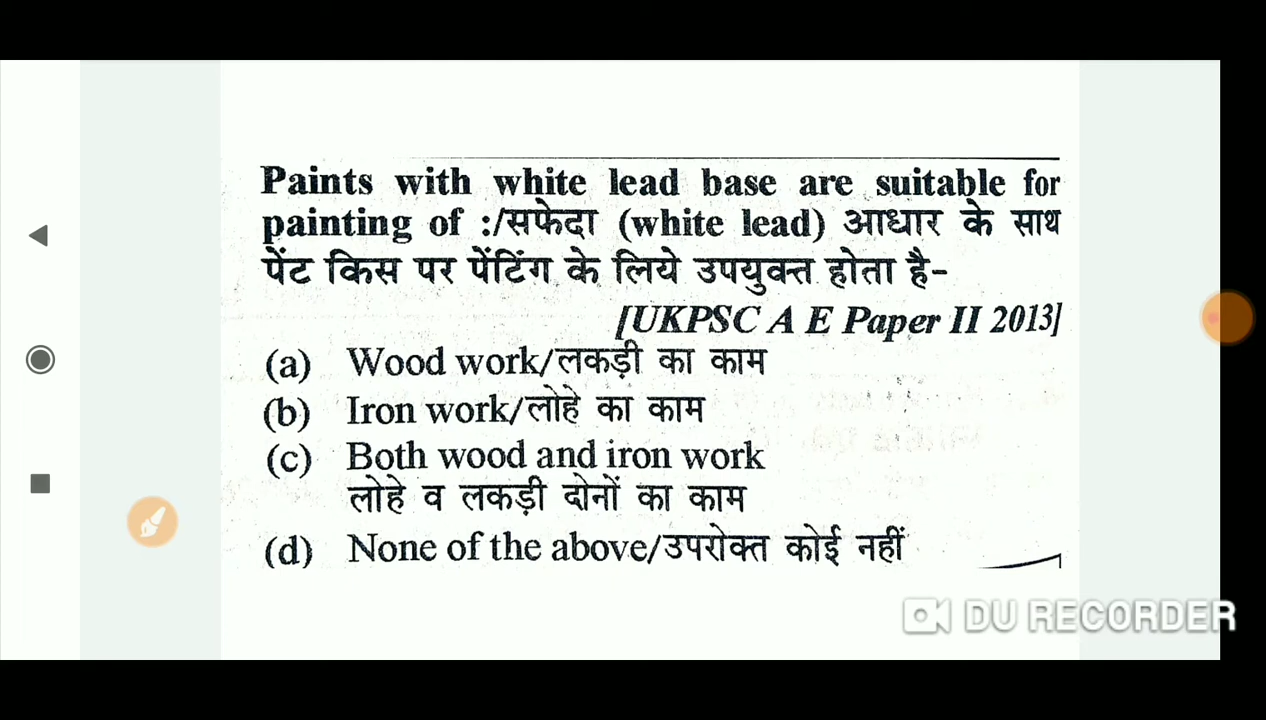 Paints with white lead base are suitable for
painting of :/सफेदा (white lead) आधार के साथ
पेंट किस पर पेंटिंग के लिये उपयुक्त होता है-
[UKPSC A E Paper II 2013]
(a) Wood work/लकड़ी का काम
(b) Iron work/लोहे का काम
(c) Both wood and iron work
लोहे व लकड़ी दोनों का काम
(d) None of the above/उपरोक्त कोई नहीं
DU RECORDER